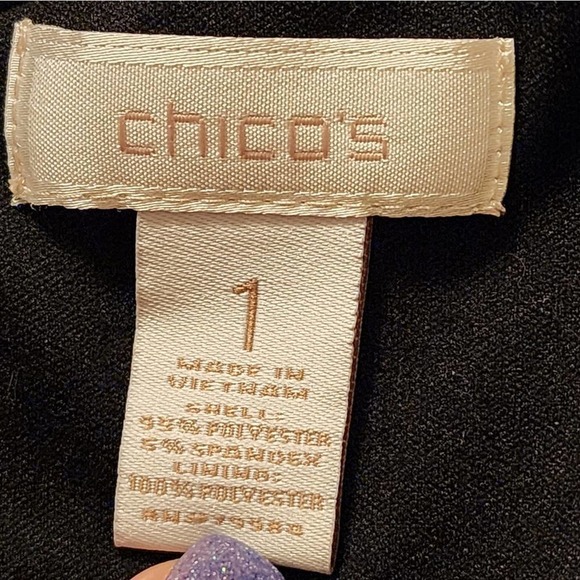 chico's
1
MADE IN
VIETNAM
SHELL:
95% POLYESTER
5% SPANDEX
LINING:
100% POLYESTER